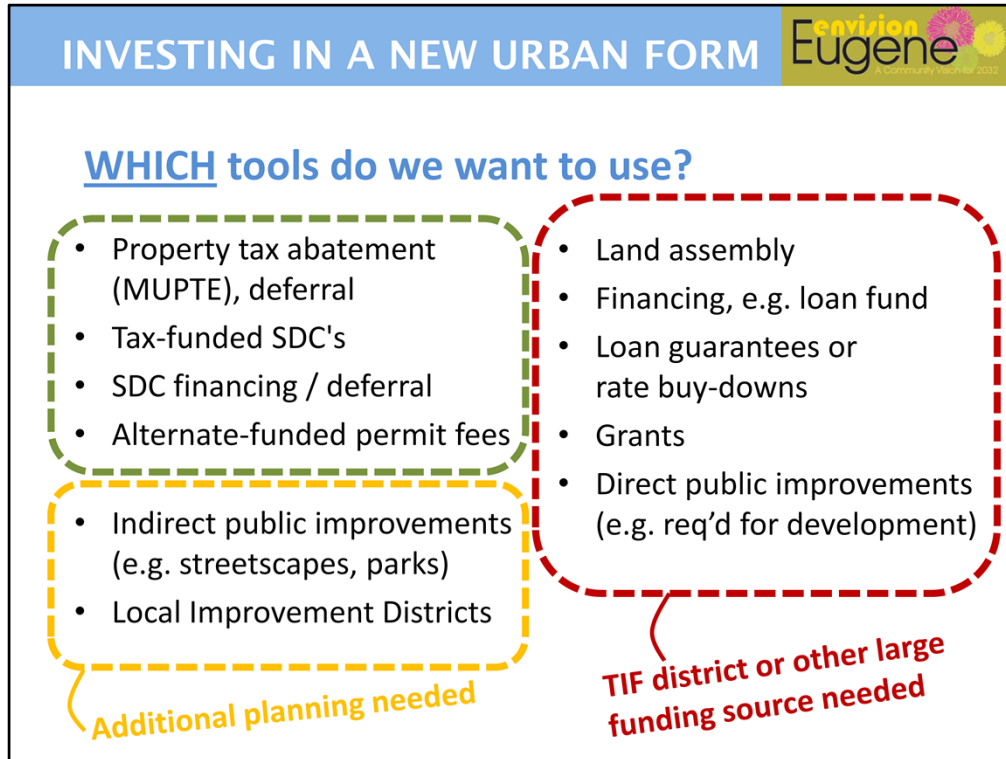 INVESTING IN A NEW URBAN FORM
envision
Eugene
A Community Vision for 2032
WHICH tools do we want to use?
• Property tax abatement
(MUPTE), deferral
• Tax-funded SDC's
• SDC financing / deferral
• Alternate-funded permit fees
• Indirect public improvements
(e.g. streetscapes, parks)
• Local Improvement Districts
Additional planning needed
• Land assembly
• Financing, e.g. loan fund
• Loan guarantees or
rate buy-downs
• Grants
• Direct public improvements
(e.g. req’d for development)
TIF district or other large
funding source needed